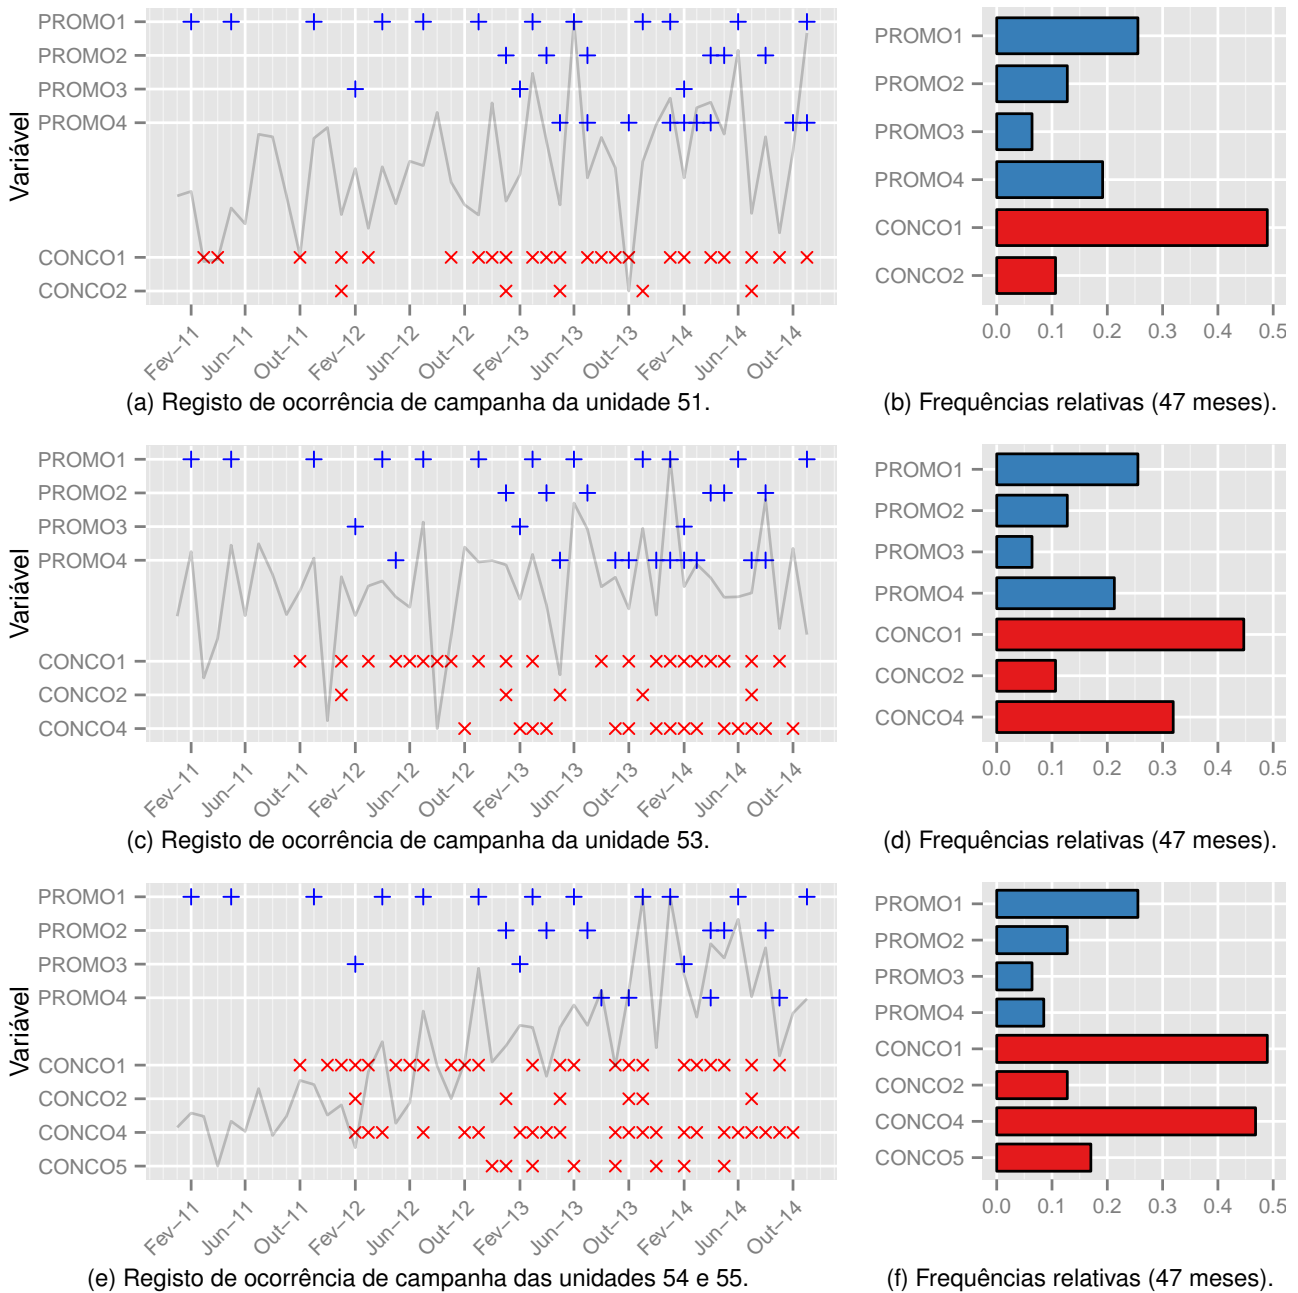 Variável
PROMO1
PROMO2
PROMO3
PROMO4
CONCO1
CONCO2
Fev−11
Jun−11
Out−11
Fev−12
Jun−12
Out−12
Fev−13
Jun−13
Out−13
Fev−14
Jun−14
Out−14
(a) Registo de ocorrência de campanha da unidade 51.
PROMO1
PROMO2
PROMO3
PROMO4
CONCO1
CONCO2
0.0 0.1 0.2 0.3 0.4 0.5
(b) Frequências relativas (47 meses).
Variável
PROMO1
PROMO2
PROMO3
PROMO4
CONCO1
CONCO2
CONCO4
Fev−11
Jun−11
Out−11
Fev−12
Jun−12
Out−12
Fev−13
Jun−13
Out−13
Fev−14
Jun−14
Out−14
(c) Registo de ocorrência de campanha da unidade 53.
PROMO1
PROMO2
PROMO3
PROMO4
CONCO1
CONCO2
CONCO4
0.0 0.1 0.2 0.3 0.4 0.5
(d) Frequências relativas (47 meses).
Variável
PROMO1
PROMO2
PROMO3
PROMO4
CONCO1
CONCO2
CONCO4
CONCO5
Fev−11
Jun−11
Out−11
Fev−12
Jun−12
Out−12
Fev−13
Jun−13
Out−13
Fev−14
Jun−14
Out−14
(e) Registo de ocorrência de campanha das unidades 54 e 55.
PROMO1
PROMO2
PROMO3
PROMO4
CONCO1
CONCO2
CONCO4
CONCO5
0.0 0.1 0.2 0.3 0.4 0.5
(f) Frequências relativas (47 meses).